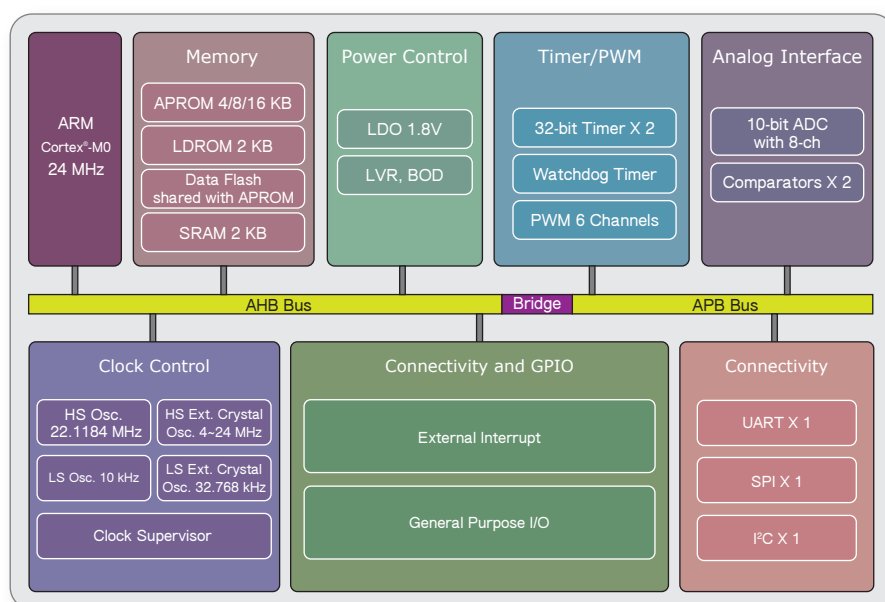 ARM
Cortex®-M0
24 MHz
Memory
APROM 4/8/16 KB
LDROM 2 KB
Data Flash
shared with APROM
SRAM 2 KB
Power Control
LDO 1.8V
LVR, BOD
Timer/PWM
32-bit Timer X 2
Watchdog Timer
PWM 6 Channels
Analog Interface
10-bit ADC
with 8-ch
Comparators X 2
AHB Bus
Bridge
APB Bus
Clock Control
HS Osc.
22.1184 MHz
HS Ext. Crystal
Osc. 4~24 MHz
LS Osc. 10 kHz
LS Ext. Crystal
Osc. 32.768 kHz
Clock Supervisor
Connectivity and GPIO
External Interrupt
General Purpose I/O
Connectivity
UART X 1
SPI X 1
I²C X 1